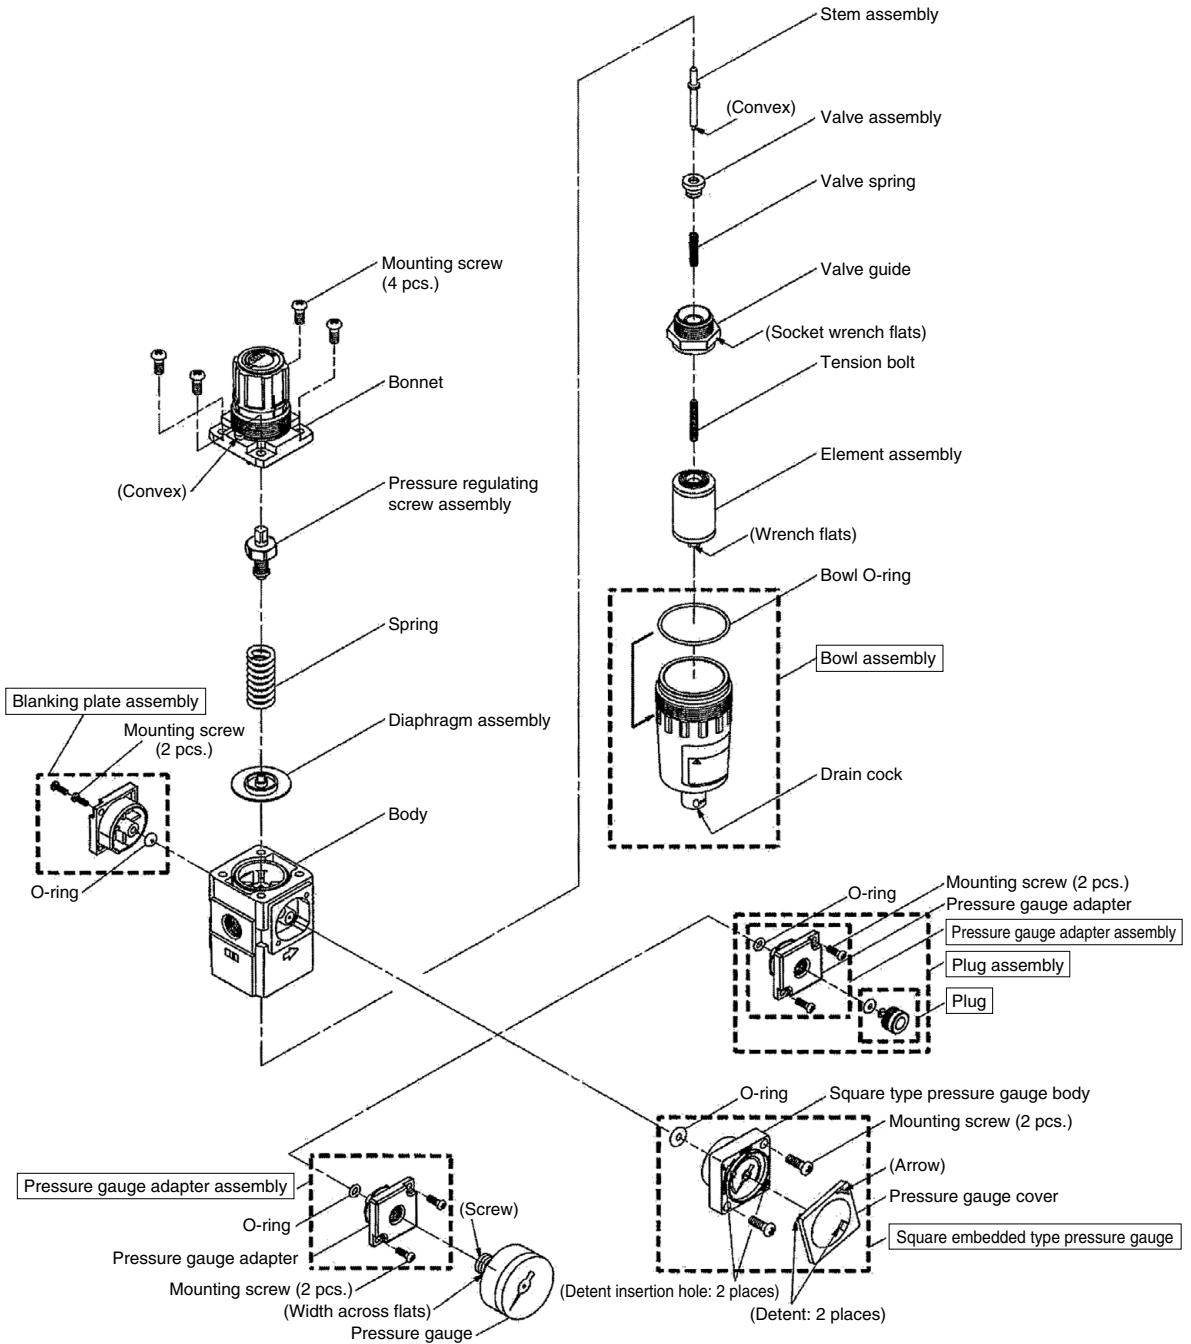 Stem assembly
(Convex)
Valve assembly
Valve spring
Valve guide
(Socket wrench flats)
Tension bolt
Element assembly
(Wrench flats)
Bowl O-ring
Bowl assembly
Drain cock
Mounting screw
(4 pcs.)
Bonnet
(Convex)
Pressure regulating
screw assembly
Spring
Blanking plate assembly
Mounting screw
(2 pcs.)
Diaphragm assembly
Body
O-ring
O-ring
Mounting screw (2 pcs.)
Pressure gauge adapter
Pressure gauge adapter assembly
Plug assembly
Plug
O-ring
Square type pressure gauge body
Mounting screw (2 pcs.)
(Arrow)
Pressure gauge cover
Square embedded type pressure gauge
(Detent insertion hole: 2 places)
(Detent: 2 places)
Pressure gauge adapter assembly
O-ring
(Screw)
Pressure gauge adapter
Mounting screw (2 pcs.)
(Width across flats)
Pressure gauge